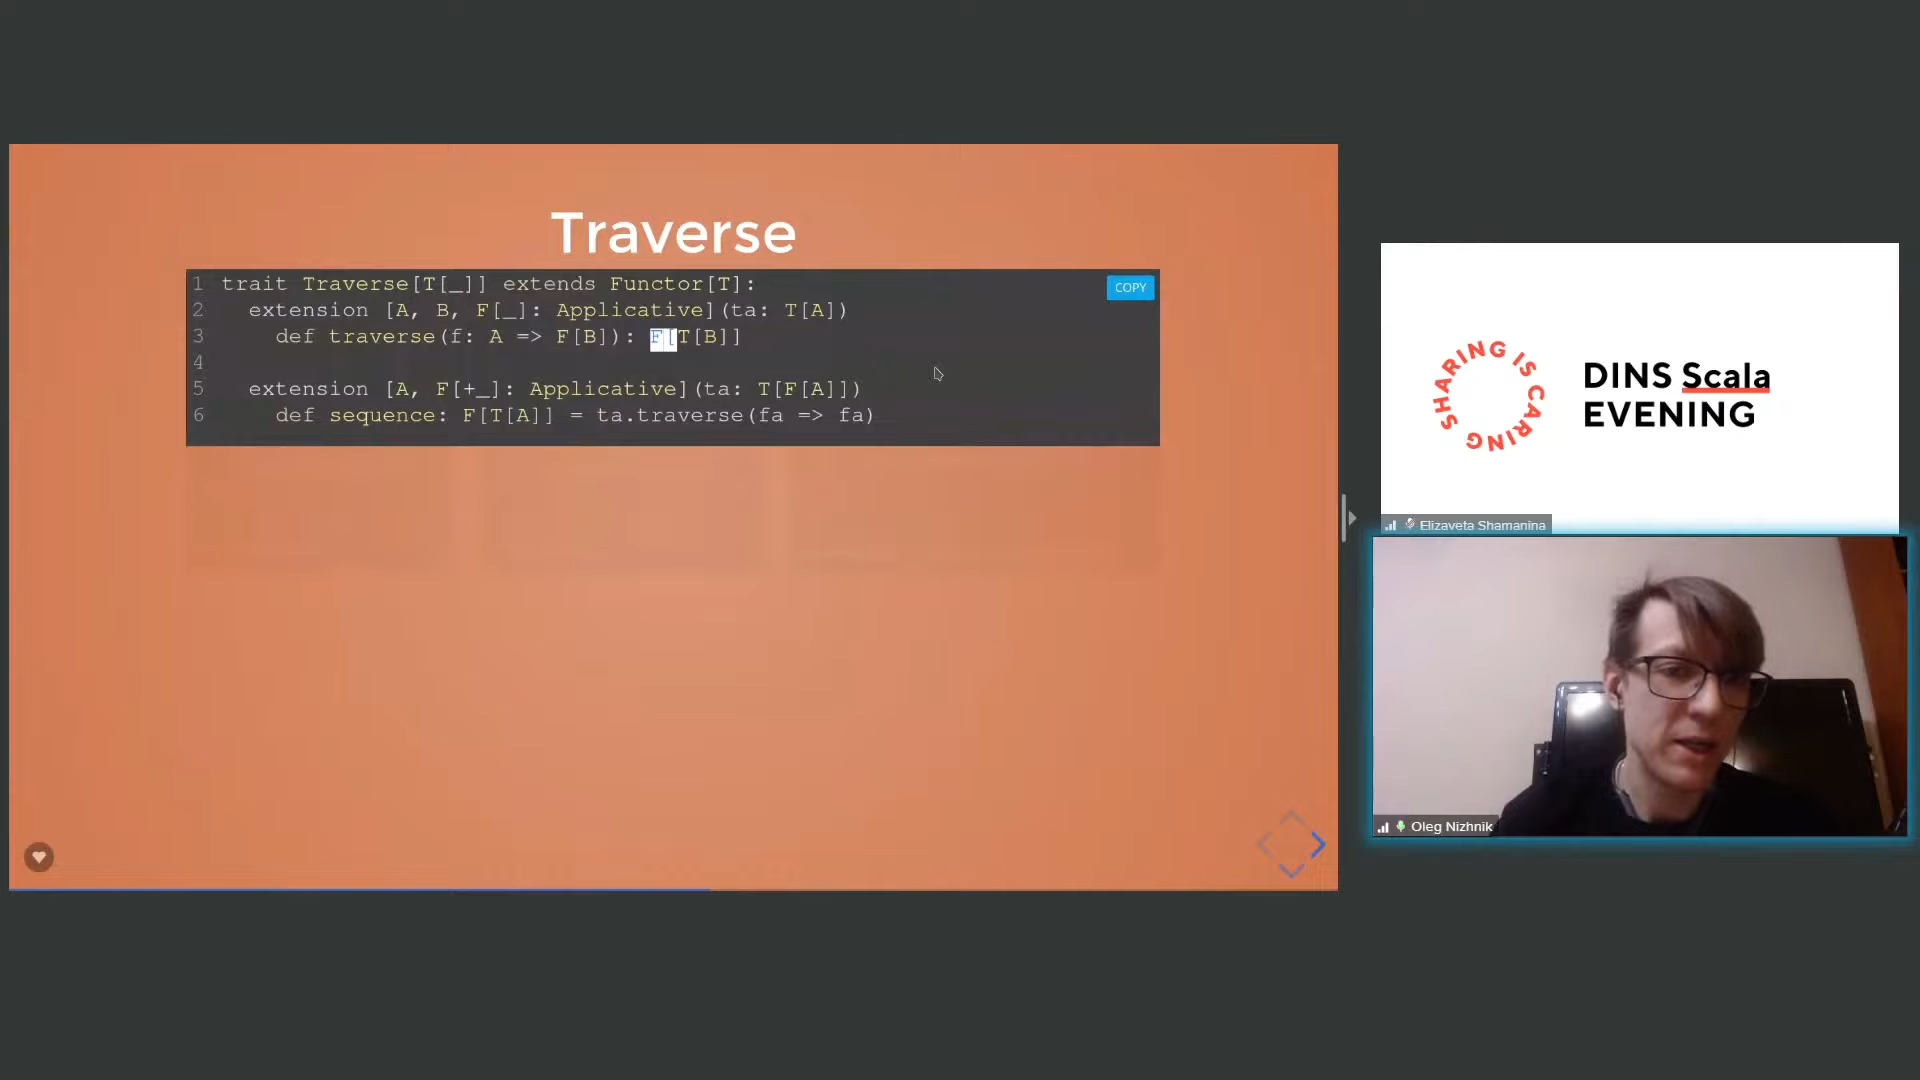 Traverse
1 trait Traverse[T[_]] extends Functor[T]:
2 extension [A, B, F[_]: Applicative](ta: T[A])
3 def traverse(f: A => F[B]): F[T[B]]
4
5 extension [A, F[+_]: Applicative](ta: T[F[A]])
6 def sequence: F[T[A]] = ta.traverse(fa => fa)
COPY
SHARING IS CARING
DINS Scala
EVENING
Elizaveta Shamanina
Oleg Nizhnik